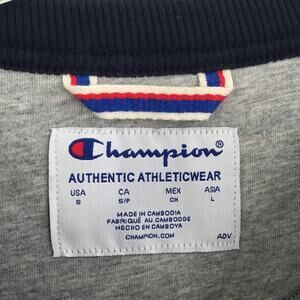 Champion
AUTHENTIC ATHLETICWEAR
USA CA MEX ASIA
S S/P CH L
MADE IN CAMBODIA
FABRIQUÉ AU CAMBODGE
HECHO EN CAMBOYA
CHAMPION.COM ADV